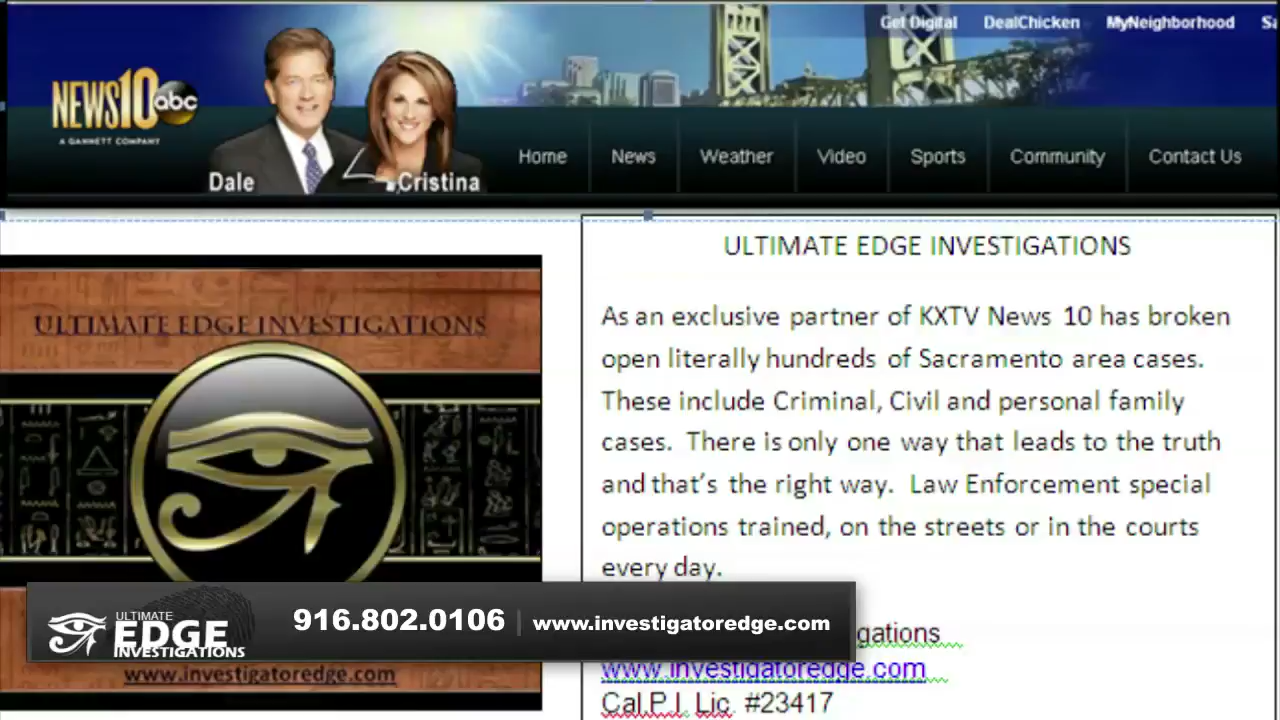 Get Digital DealChicken MyNeighborhood
NEWS10 abc
A GANNETT COMPANY
Dale Cristina
Home News Weather Video Sports Community Contact Us
ULTIMATE EDGE INVESTIGATIONS
ULTIMATE EDGE INVESTIGATIONS
As an exclusive partner of KXTV News 10 has broken
open literally hundreds of Sacramento area cases.
These include Criminal, Civil and personal family
cases. There is only one way that leads to the truth
and that's the right way. Law Enforcement special
operations trained, on the streets or in the courts
every day.
ULTIMATE
EDGE
INVESTIGATIONS
916.802.0106 | www.investigatoredge.com
gations
www.investigatoredge.com
www.investigatoredge.com
Cal.P.I. Lic. #23417